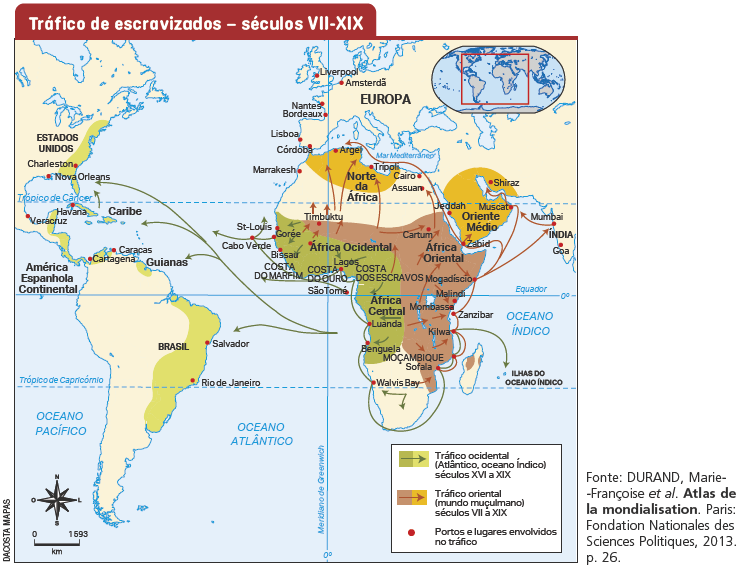 Tráfico de escravizados – séculos VII-XIX
Liverpool
Amsterdã
EUROPA
Nantes
Bordeaux
ESTADOS
UNIDOS
Lisboa
Córdoba
Argel
Mar Mediterrâneo
Charleston
Nova Orleans
Marrakesh
Trípoli
Norte
da
África
Cairo
Assuan
Shiraz
Trópico de Câncer
Havana
Veracruz
Caribe
Jeddah
Muscat
Oriente
Médio
Mumbai
ÍNDIA
Goa
Timbuktu
St-Louis
Gorée
Cabo Verde
Bissau
África Ocidental
Cartum
África
Oriental
Zabid
Caracas
Cartagena
Guianas
COSTA
DO MARFIM
Lagos
COSTA
DO OURO
COSTA
DOS ESCRAVOS
Mogadíscio
América
Espanhola
Continental
São Tomé
Equador
0º
África
Central
Malindi
Mombasa
Zanzibar
OCEANO
ÍNDICO
Luanda
Kilwa
BRASIL
Salvador
Benguela
MOÇAMBIQUE
Sofala
ILHAS DO
OCEANO ÍNDICO
Trópico de Capricórnio
Rio de Janeiro
Walvis Bay
OCEANO
PACÍFICO
OCEANO
ATLÂNTICO
Meridiano de Greenwich
0º
N
O
L
S
0
1 693
km
DACOSTA MAPAS
Tráfico ocidental
(Atlântico, oceano Índico)
séculos XVI a XIX
Tráfico oriental
(mundo muçulmano)
séculos VII a XIX
Portos e lugares envolvidos
no tráfico
Fonte: DURAND, Marie-
-Françoise et al. Atlas de
la mondialisation. Paris:
Fondation Nationales des
Sciences Politiques, 2013.
p. 26.